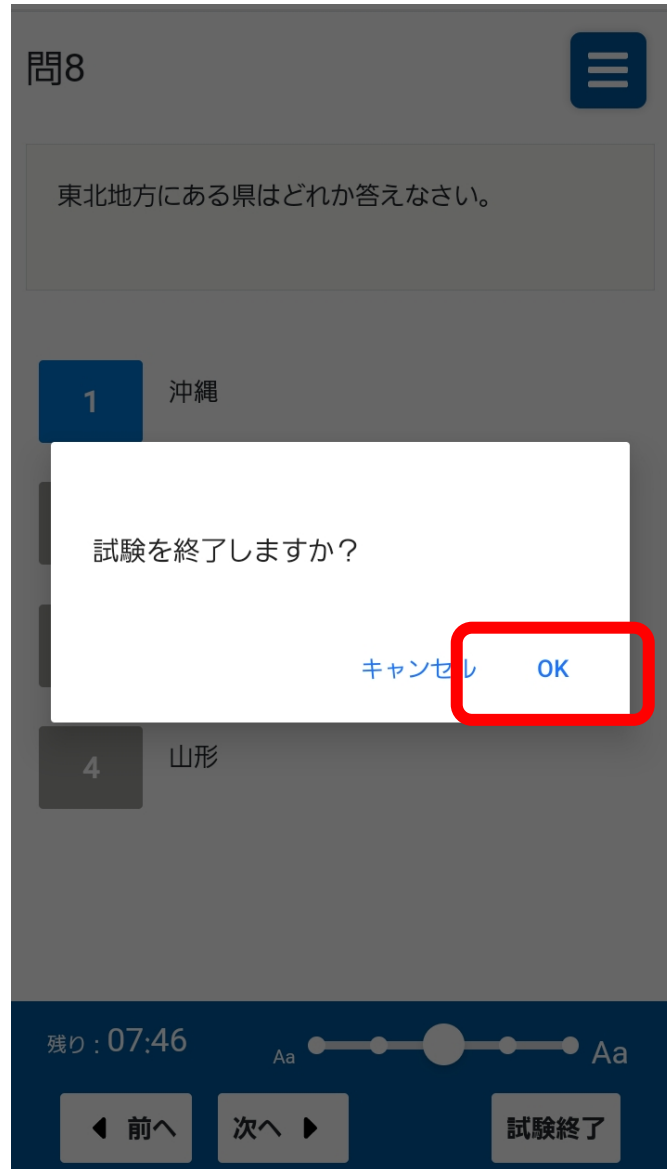 問8
東北地方にある県はどれか答えなさい。
1 沖縄
試験を終了しますか？
キャンセル OK
4 山形
残り : 07:46 Aa Aa
前へ 次へ 試験終了